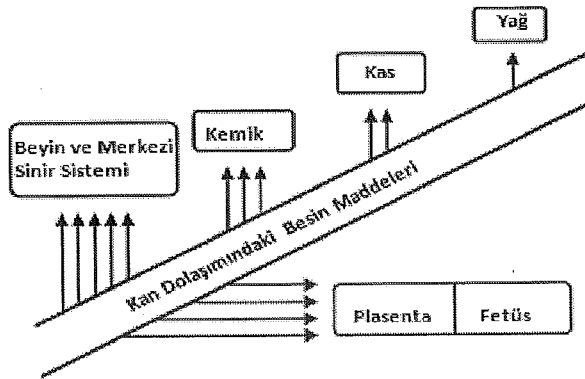 Yağ
Kas
Kemik
Beyin ve Merkezi
Sinir Sistemi
Kan Dolaşımındaki Besin Maddeleri
Plasenta
Fetüs